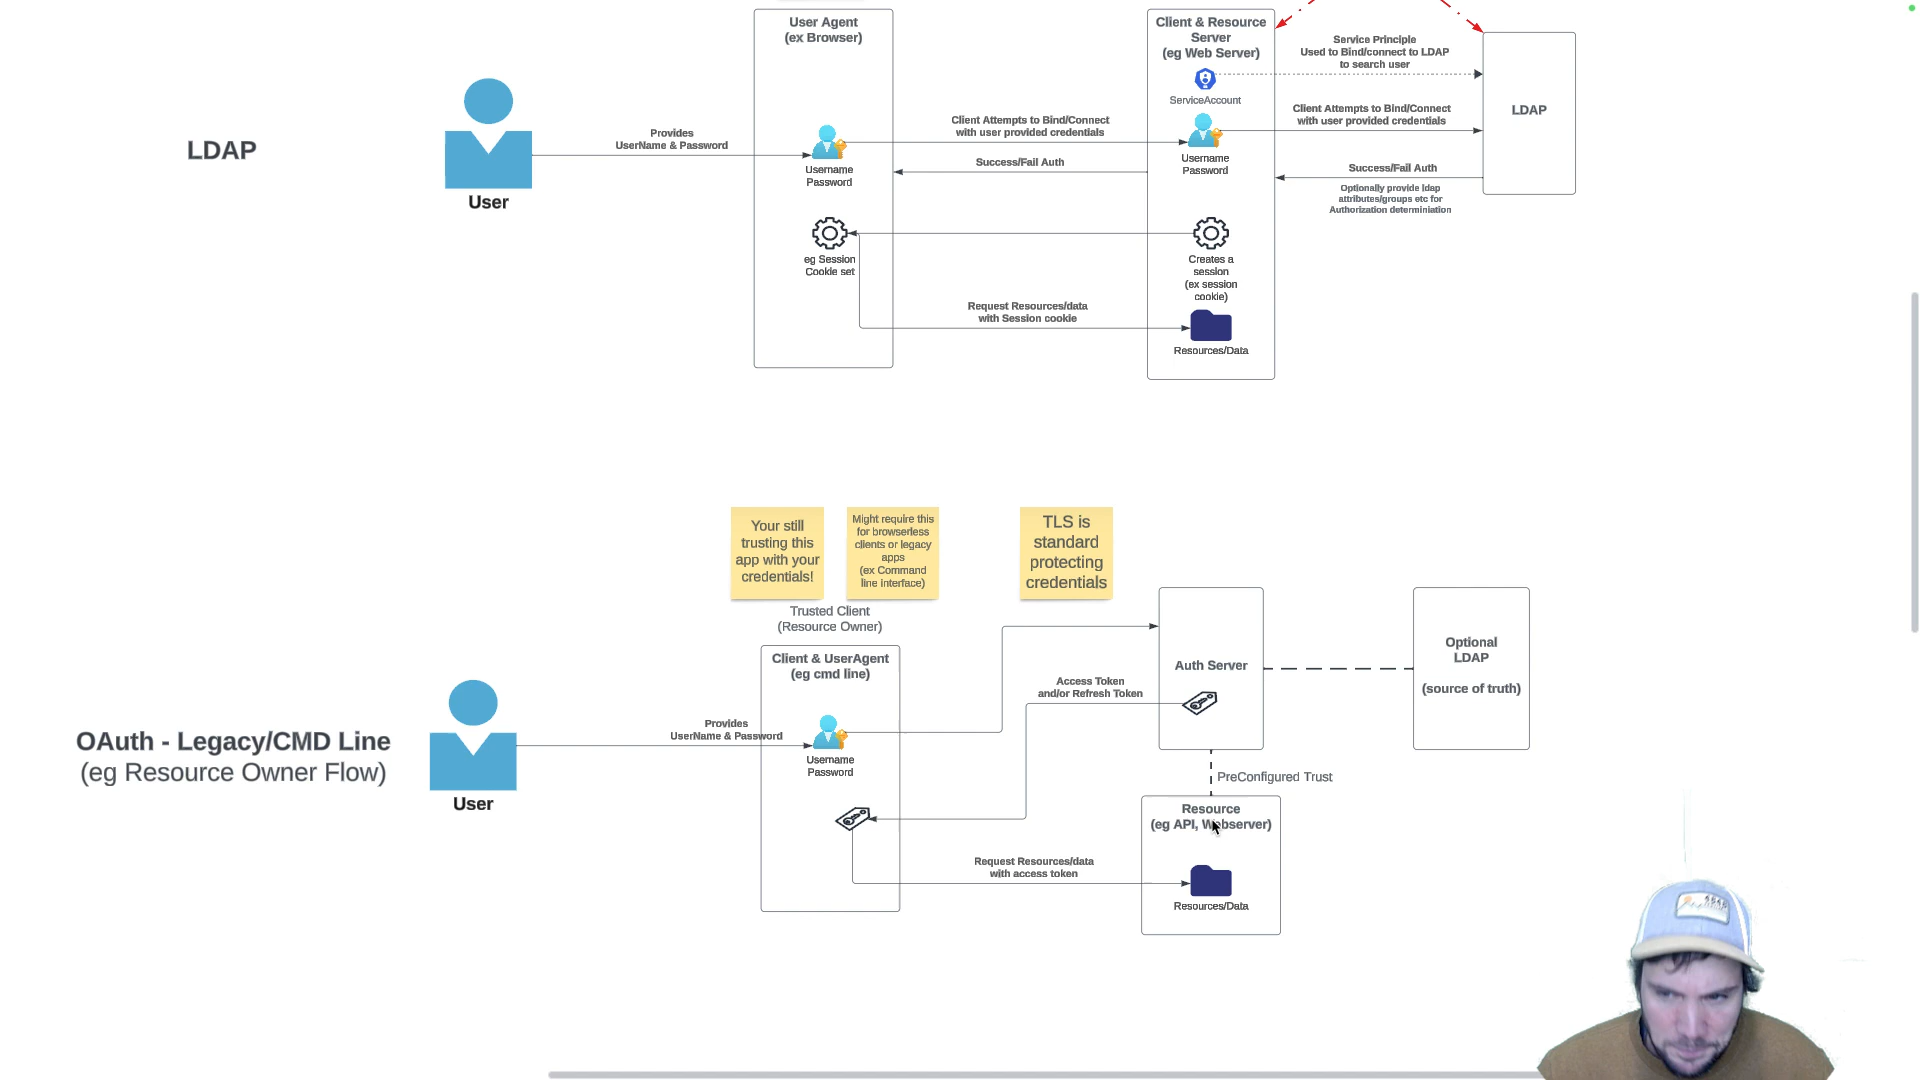 User Agent
(ex Browser)
Client & Resource
Server
(eg Web Server)
Service Principle
Used to Bind/connect to LDAP
to search user
ServiceAccount
LDAP
LDAP
Provides
UserName & Password
Client Attempts to Bind/Connect
with user provided credentials
Client Attempts to Bind/Connect
with user provided credentials
Username
Password
Success/Fail Auth
Username
Password
Success/Fail Auth
Optionally provide ldap
attributes/groups etc for
Authorization determiniation
User
eg Session
Cookie set
Creates a
session
(ex session
cookie)
Request Resources/data
with Session cookie
Resources/Data
Your still
trusting this
app with your
credentials!
Might require this
for browserless
clients or legacy
apps
(ex Command
line interface)
TLS is
standard
protecting
credentials
Trusted Client
(Resource Owner)
Client & UserAgent
(eg cmd line)
Auth Server
Optional
LDAP
(source of truth)
Access Token
and/or Refresh Token
OAuth - Legacy/CMD Line
(eg Resource Owner Flow)
User
Provides
UserName & Password
Username
Password
PreConfigured Trust
Resource
(eg API, Webserver)
Request Resources/data
with access token
Resources/Data